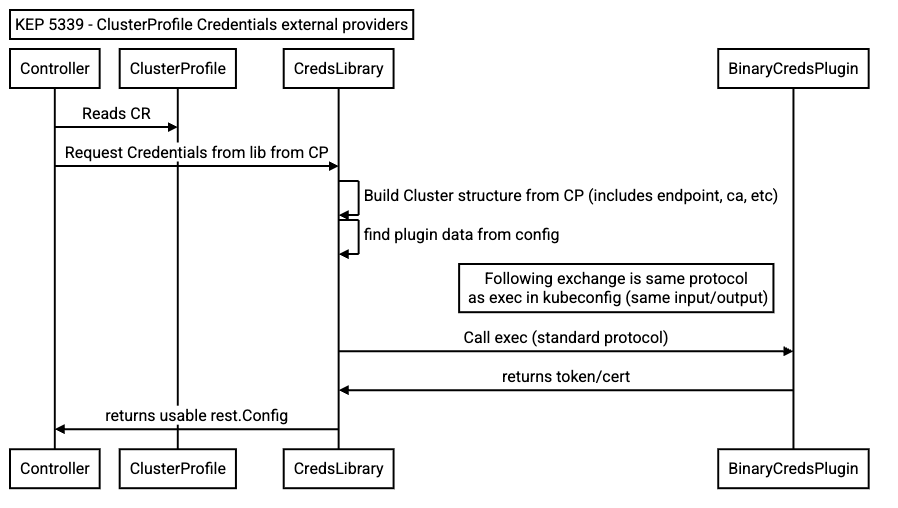 KEP 5339 - ClusterProfile Credentials external providers
Controller
ClusterProfile
CredsLibrary
BinaryCredsPlugin
Reads CR
Request Credentials from lib from CP
Build Cluster structure from CP (includes endpoint, ca, etc)
find plugin data from config
Following exchange is same protocol
as exec in kubeconfig (same input/output)
Call exec (standard protocol)
returns token/cert
returns usable rest.Config
Controller
ClusterProfile
CredsLibrary
BinaryCredsPlugin